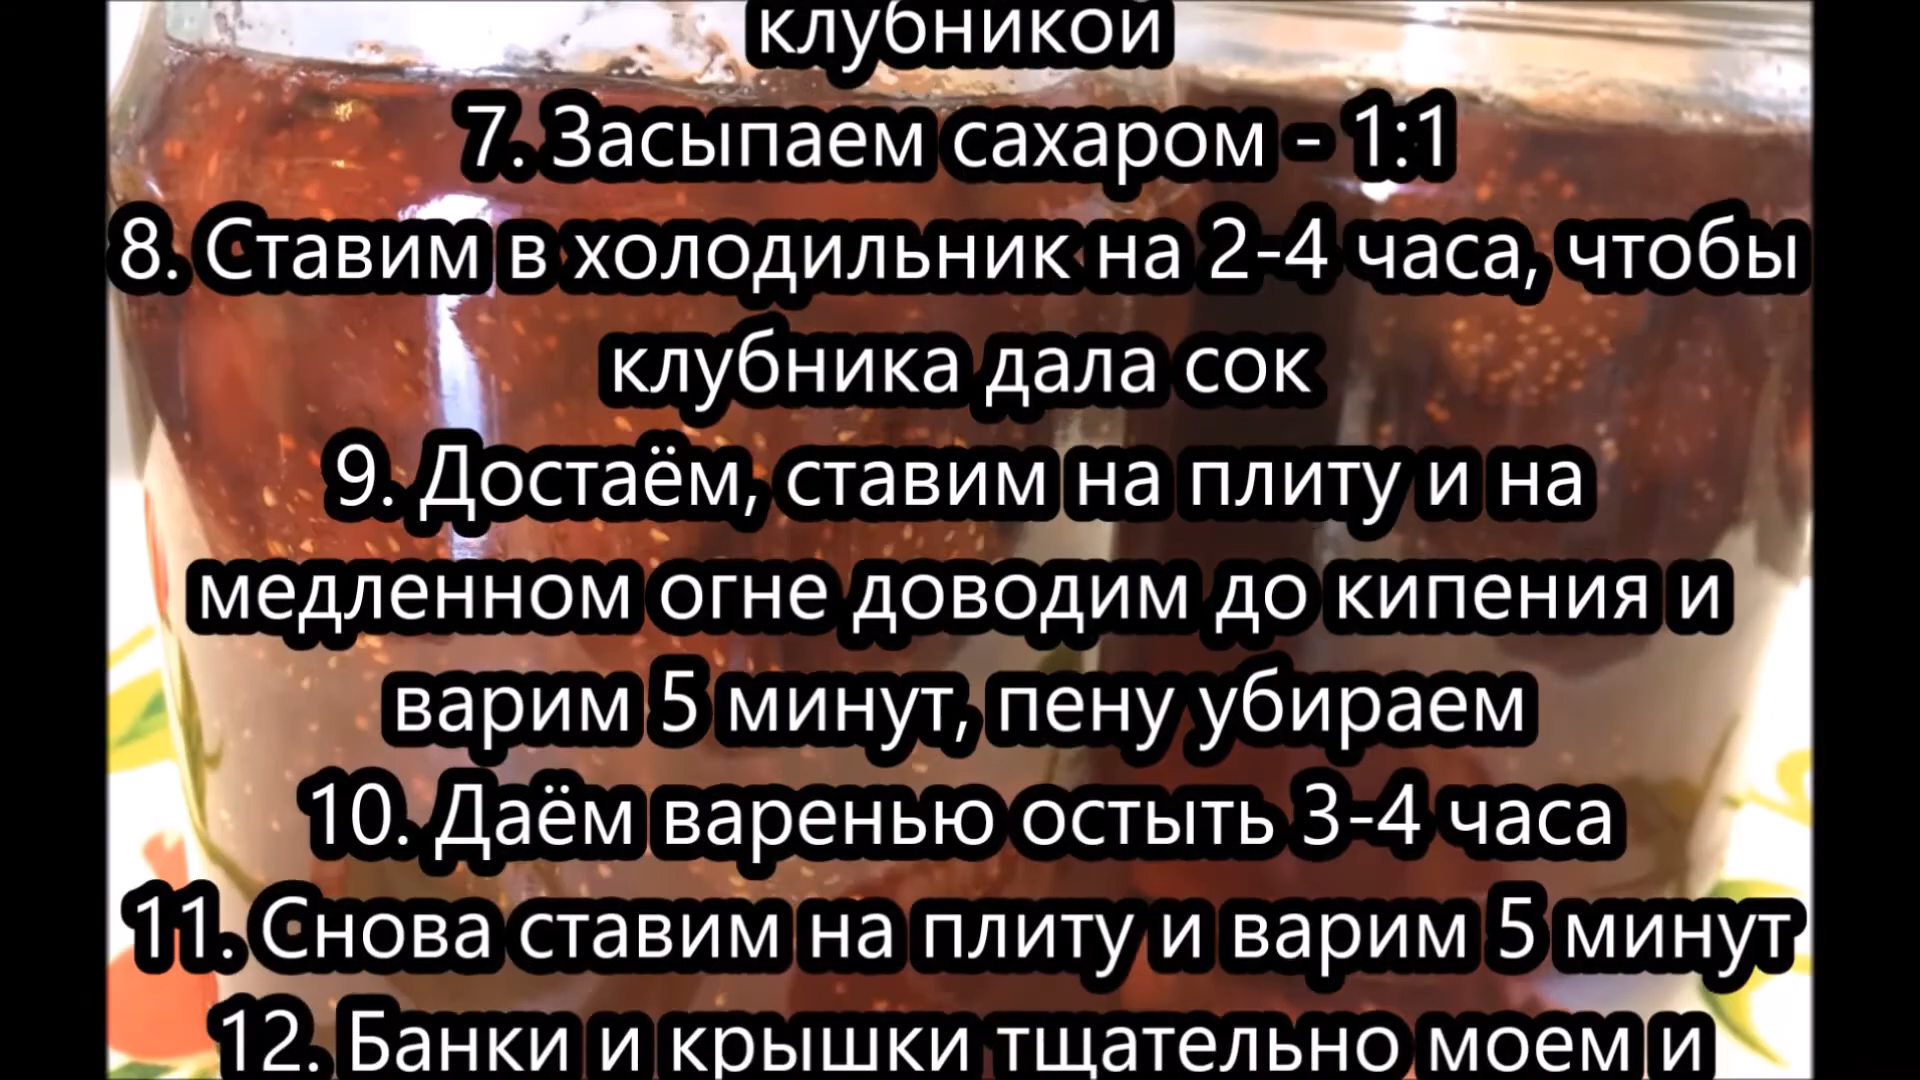 клубникой
7. Засыпаем сахаром - 1:1
8. Ставим в холодильник на 2-4 часа, чтобы
клубника дала сок
9. Достаём, ставим на плиту и на
медленном огне доводим до кипения и
варим 5 минут, пену убираем
10. Даём варенью остыть 3-4 часа
11. Снова ставим на плиту и варим 5 минут
12. Банки и крышки тщательно моем и